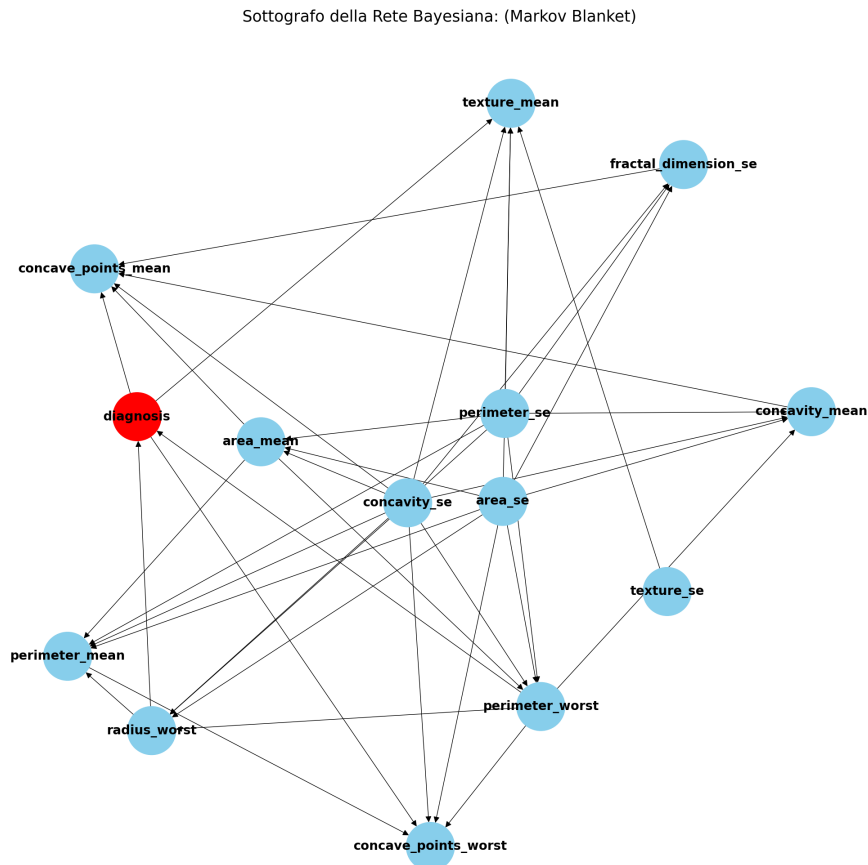 Sottografo della Rete Bayesiana: (Markov Blanket)
texture_mean
fractal_dimension_se
concave_points_mean
diagnosis
perimeter_se
concavity_mean
area_mean
concavity_se
area_se
texture_se
perimeter_mean
perimeter_worst
radius_worst
concave_points_worst